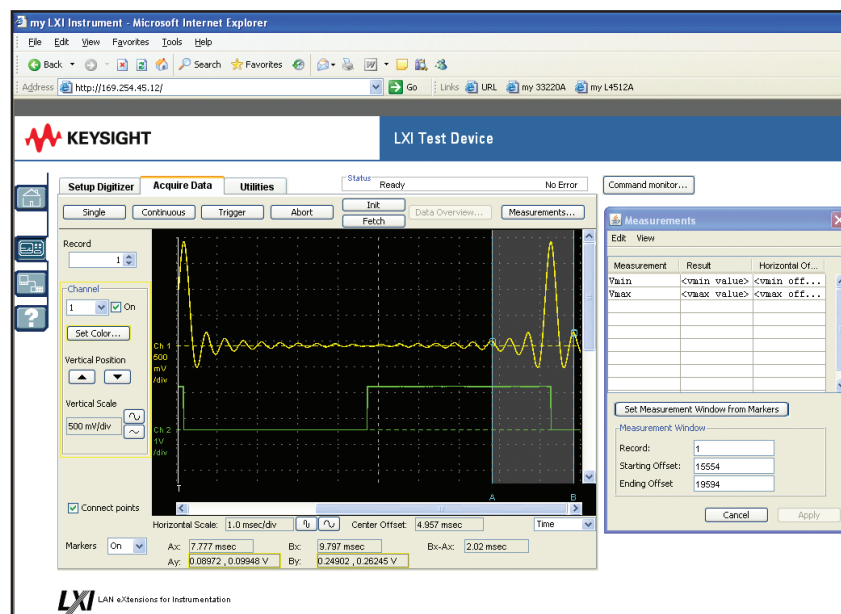 my LXI Instrument - Microsoft Internet Explorer
File Edit View Favorites Tools Help
Back Search Favorites
Address http://169.254.45.12/ Go Links URL my 33220A my L4512A
KEYSIGHT LXI Test Device
Setup Digitizer Acquire Data Utilities Status Ready No Error Command monitor...
Single Continuous Trigger Abort Init Fetch Data Overview... Measurements...
Record
1
Channel
1 On
Set Color...
Vertical Position
Vertical Scale
500 mV/div
Ch 1
500
mV
/div
Ch 2
1V
/div
T
A B
Connect points
Horizontal Scale: 1.0 msec/div Center Offset: 4.957 msec Time
Markers On Ax: 7.777 msec Bx: 9.797 msec Bx-Ax: 2.02 msec
Ay: 0.08972 , 0.09948 V By: 0.24902 , 0.26245 V
Measurements
Edit View
Measurement Result Horizontal Of...
Vmin <vmin value> <vmin off...
Vmax <vmax value> <vmax off...
Set Measurement Window from Markers
Measurement Window
Record: 1
Starting Offset: 15554
Ending Offset 19594
Cancel Apply
LXI LAN eXtensions for Instrumentation